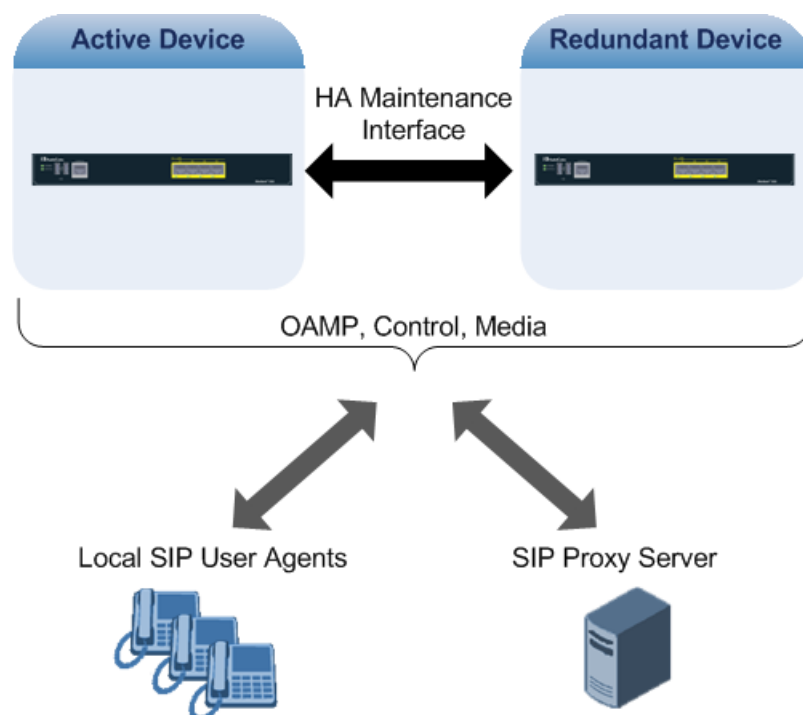 Active Device
Redundant Device
HA Maintenance
Interface
OAMP, Control, Media
Local SIP User Agents
SIP Proxy Server